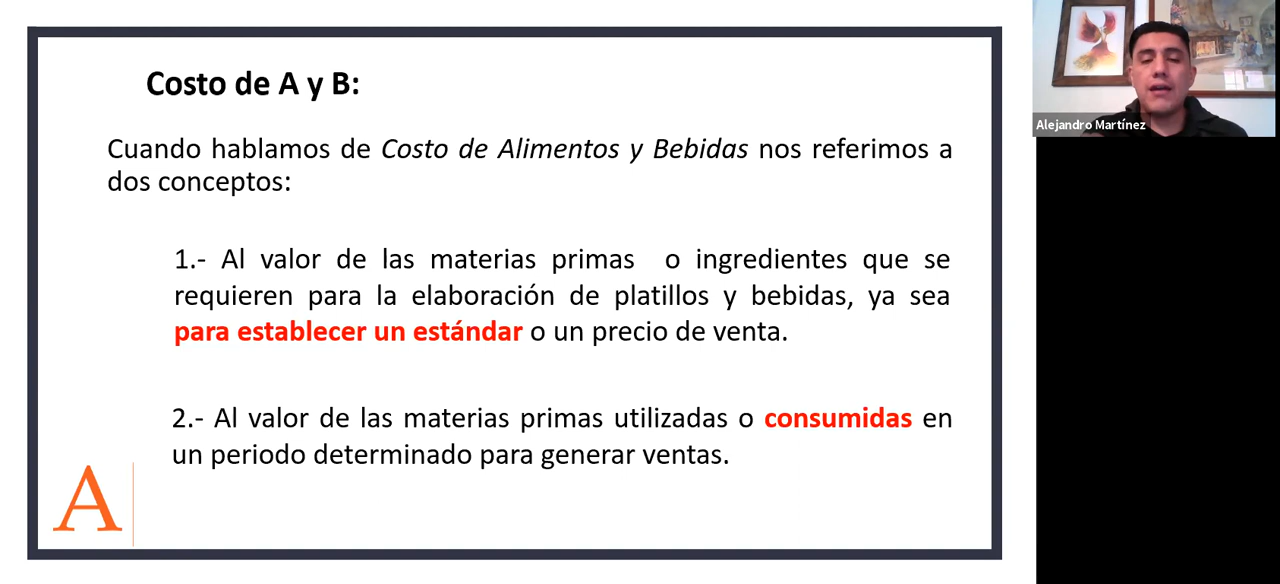 Costo de A y B:
Cuando hablamos de Costo de Alimentos y Bebidas nos referimos a
dos conceptos:
1.- Al valor de las materias primas o ingredientes que se
requieren para la elaboración de platillos y bebidas, ya sea
para establecer un estándar o un precio de venta.
2.- Al valor de las materias primas utilizadas o consumidas en
un periodo determinado para generar ventas.
A
Alejandro Martínez